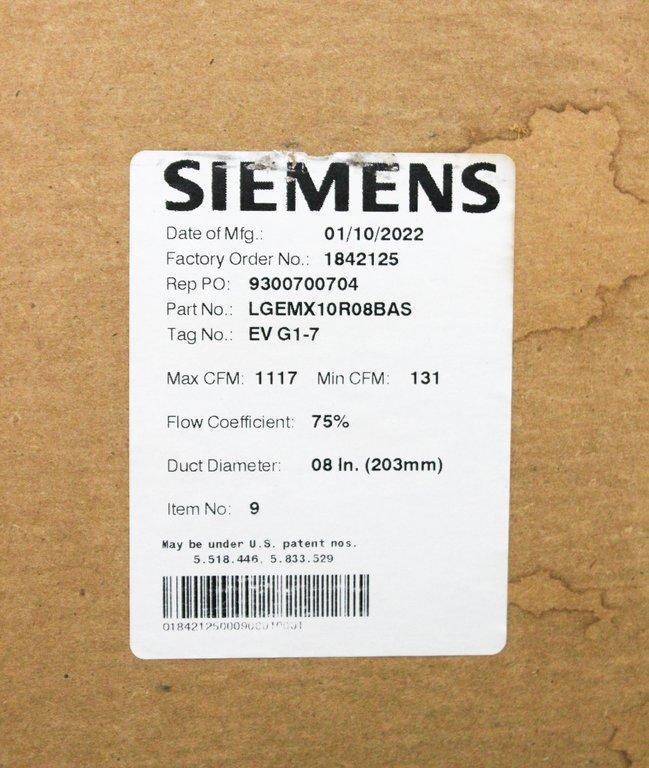 SIEMENS
Date of Mfg.: 01/10/2022
Factory Order No.: 1842125
Rep PO: 9300700704
Part No.: LGEMX10R08BAS
Tag No.: EV G1-7
Max CFM: 1117 Min CFM: 131
Flow Coefficient: 75%
Duct Diameter: 08 In. (203mm)
Item No: 9
May be under U.S. patent nos.
5.518.446, 5.833.529